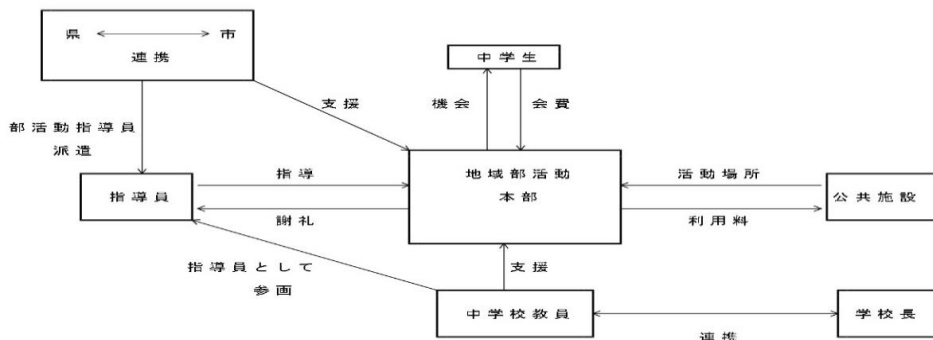 県 市
連携
中学生
支援
機会
会費
部活動指導員
派遣
地域部活動
本部
指導
活動場所
指導員
公共施設
謝礼
利用料
指導員として
参画
支援
中学校教員
学校長
連携